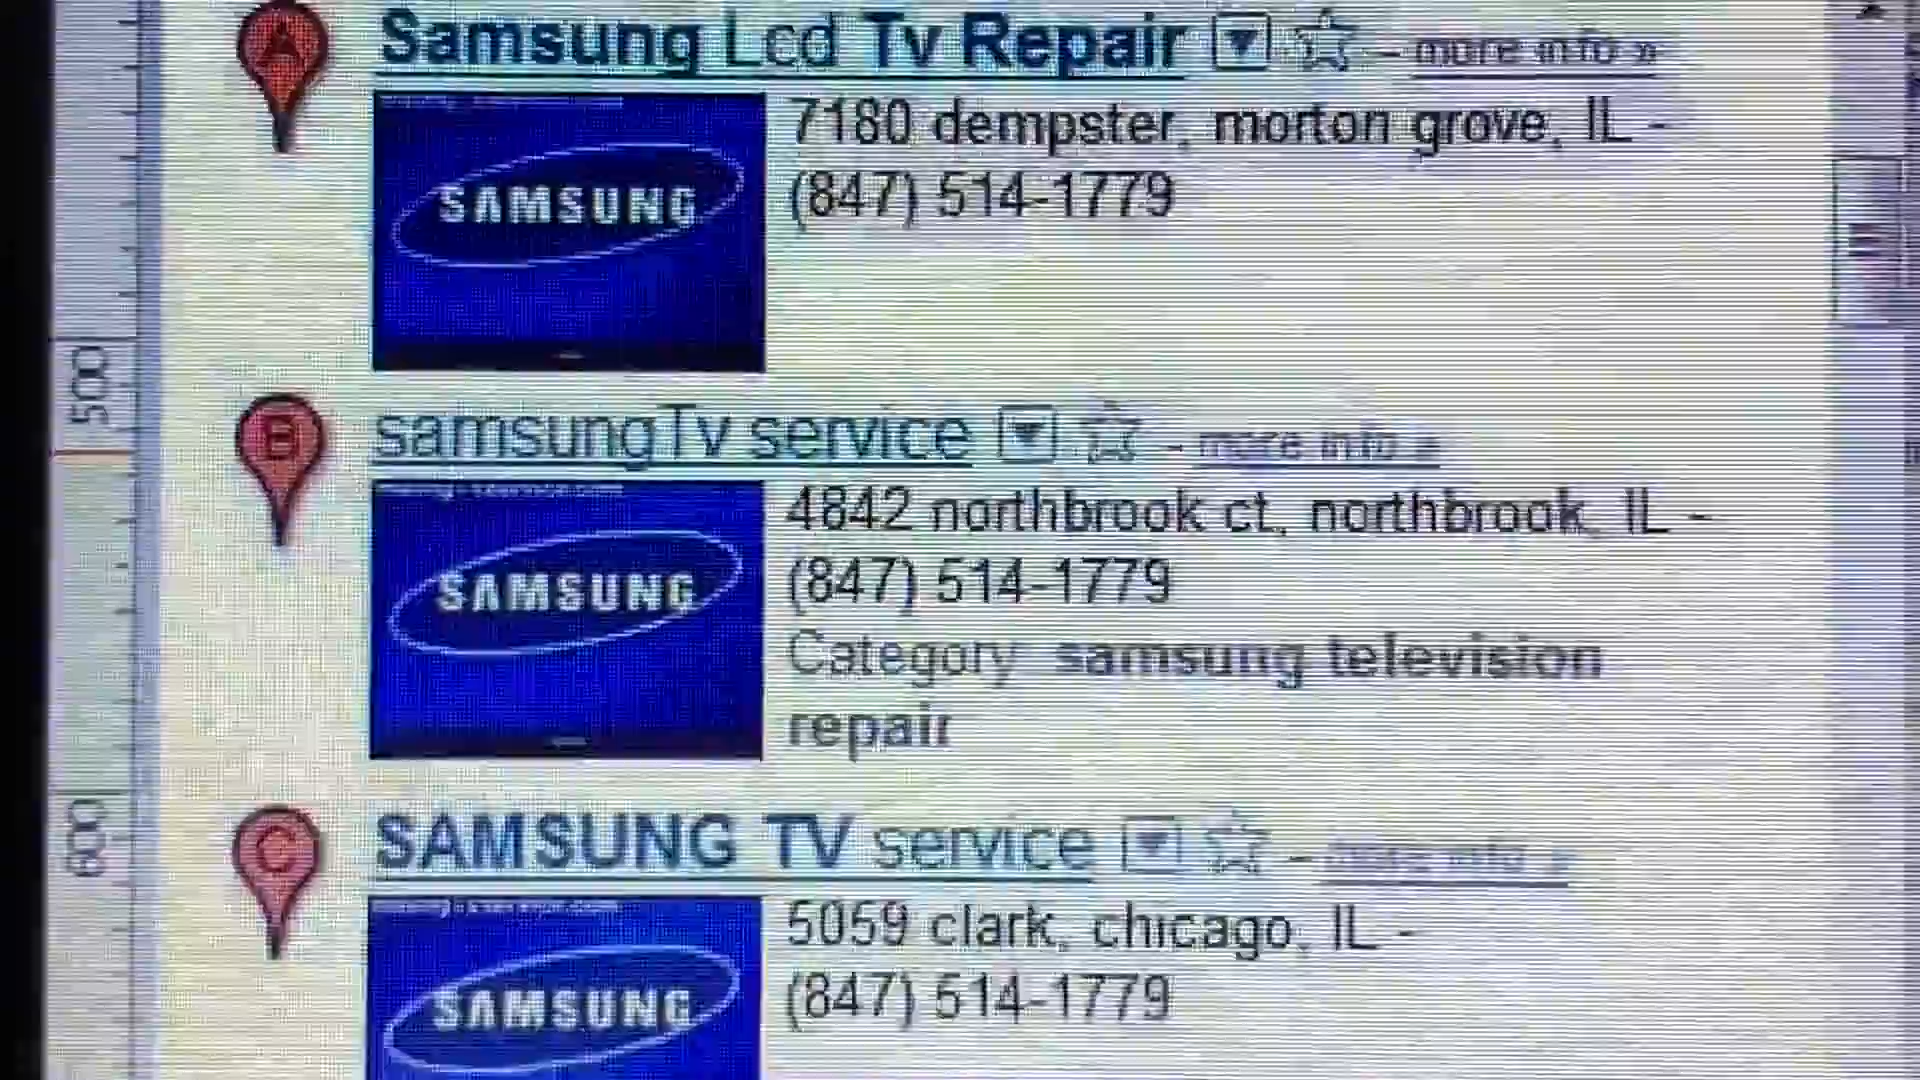 A
Samsung Lcd Tv Repair - more info »
SAMSUNG
7180 dempster, morton grove, IL -
(847) 514-1779
500
B
samsungTv service - more info »
SAMSUNG
4842 northbrook ct, northbrook, IL -
(847) 514-1779
Category: samsung television
repair
600
C
SAMSUNG TV service - more info »
SAMSUNG
5059 clark, chicago, IL -
(847) 514-1779